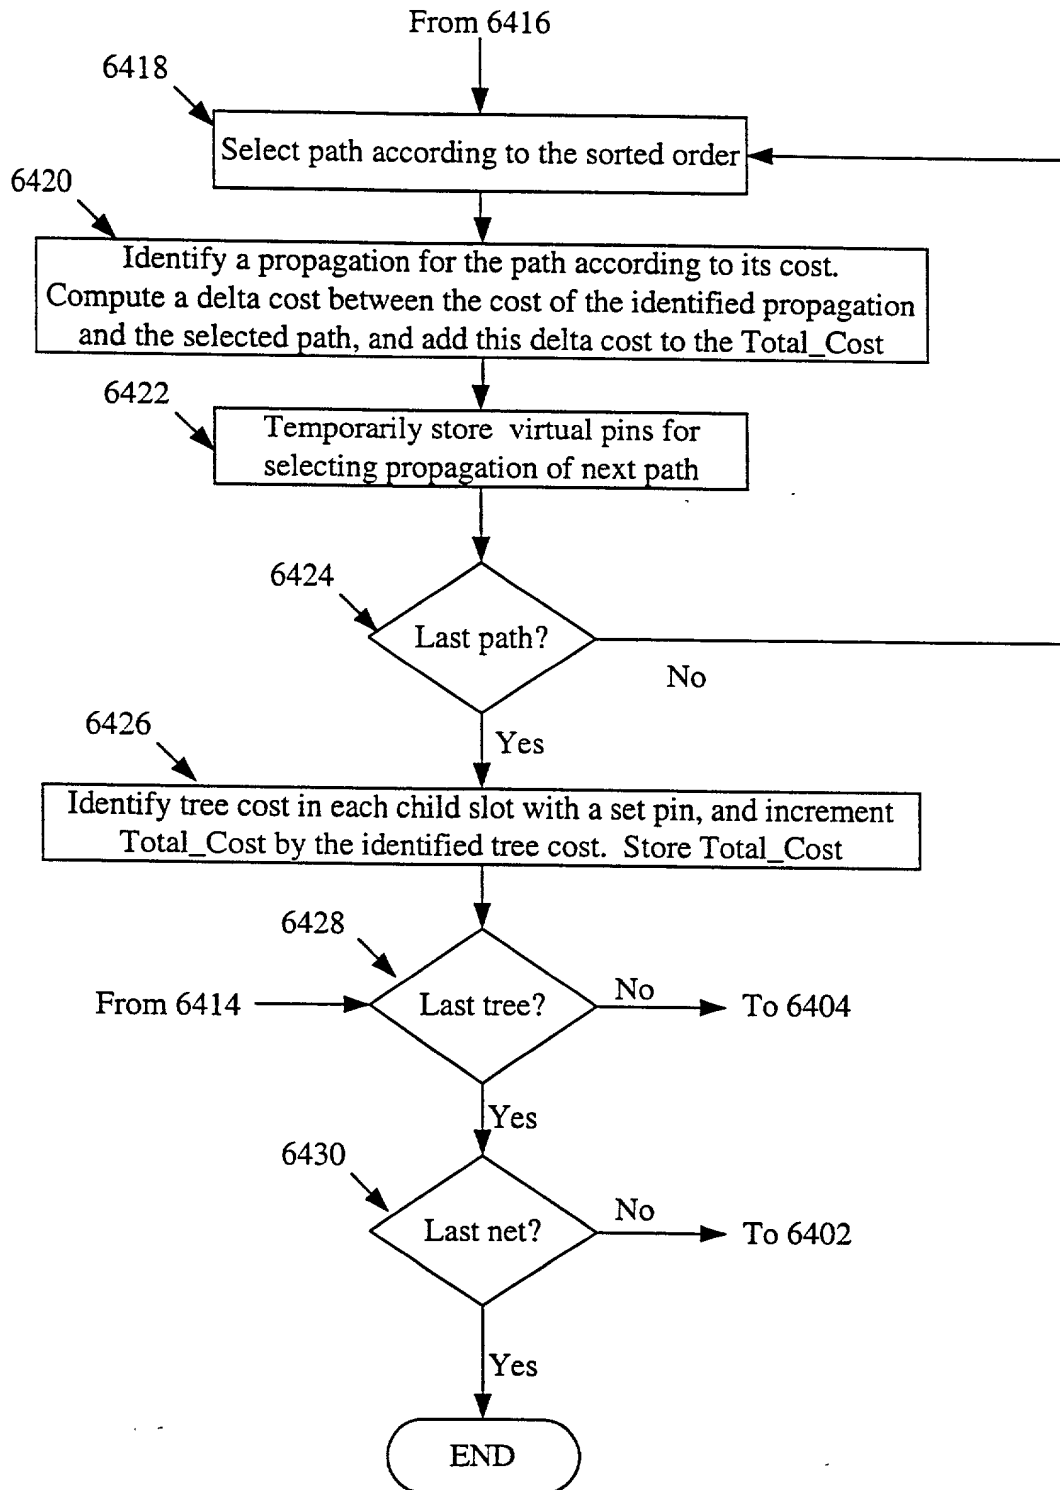 From 6416
6418
Select path according to the sorted order
6420
Identify a propagation for the path according to its cost.
Compute a delta cost between the cost of the identified propagation
and the selected path, and add this delta cost to the Total_Cost
6422
Temporarily store virtual pins for
selecting propagation of next path
6424
Last path?
No
Yes
6426
Identify tree cost in each child slot with a set pin, and increment
Total_Cost by the identified tree cost. Store Total_Cost
6428
From 6414
Last tree?
No
To 6404
Yes
6430
Last net?
No
To 6402
Yes
END